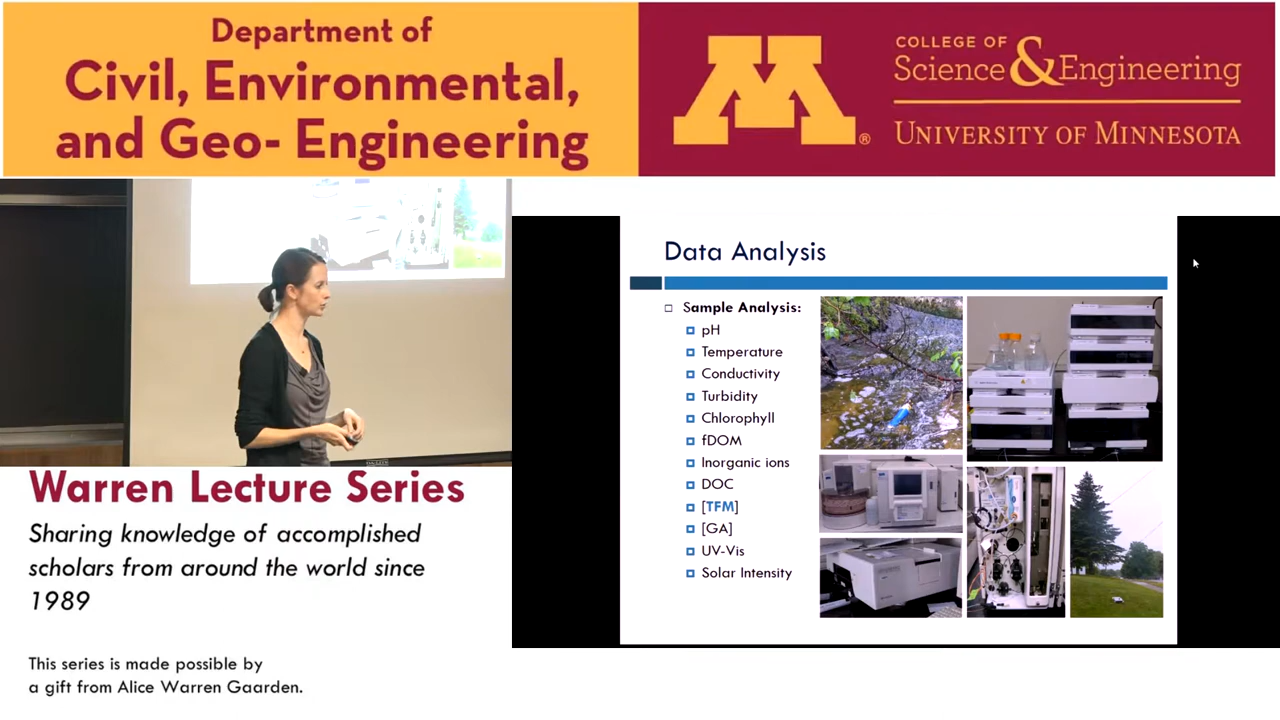 Department of
Civil, Environmental,
and Geo- Engineering
M®
COLLEGE OF
Science & Engineering
UNIVERSITY OF MINNESOTA
Data Analysis
Sample Analysis:
pH
Temperature
Conductivity
Turbidity
Chlorophyll
fDOM
Inorganic ions
DOC
[TFM]
[GA]
UV-Vis
Solar Intensity
Warren Lecture Series
Sharing knowledge of accomplished
scholars from around the world since
1989
This series is made possible by
a gift from Alice Warren Gaarden.